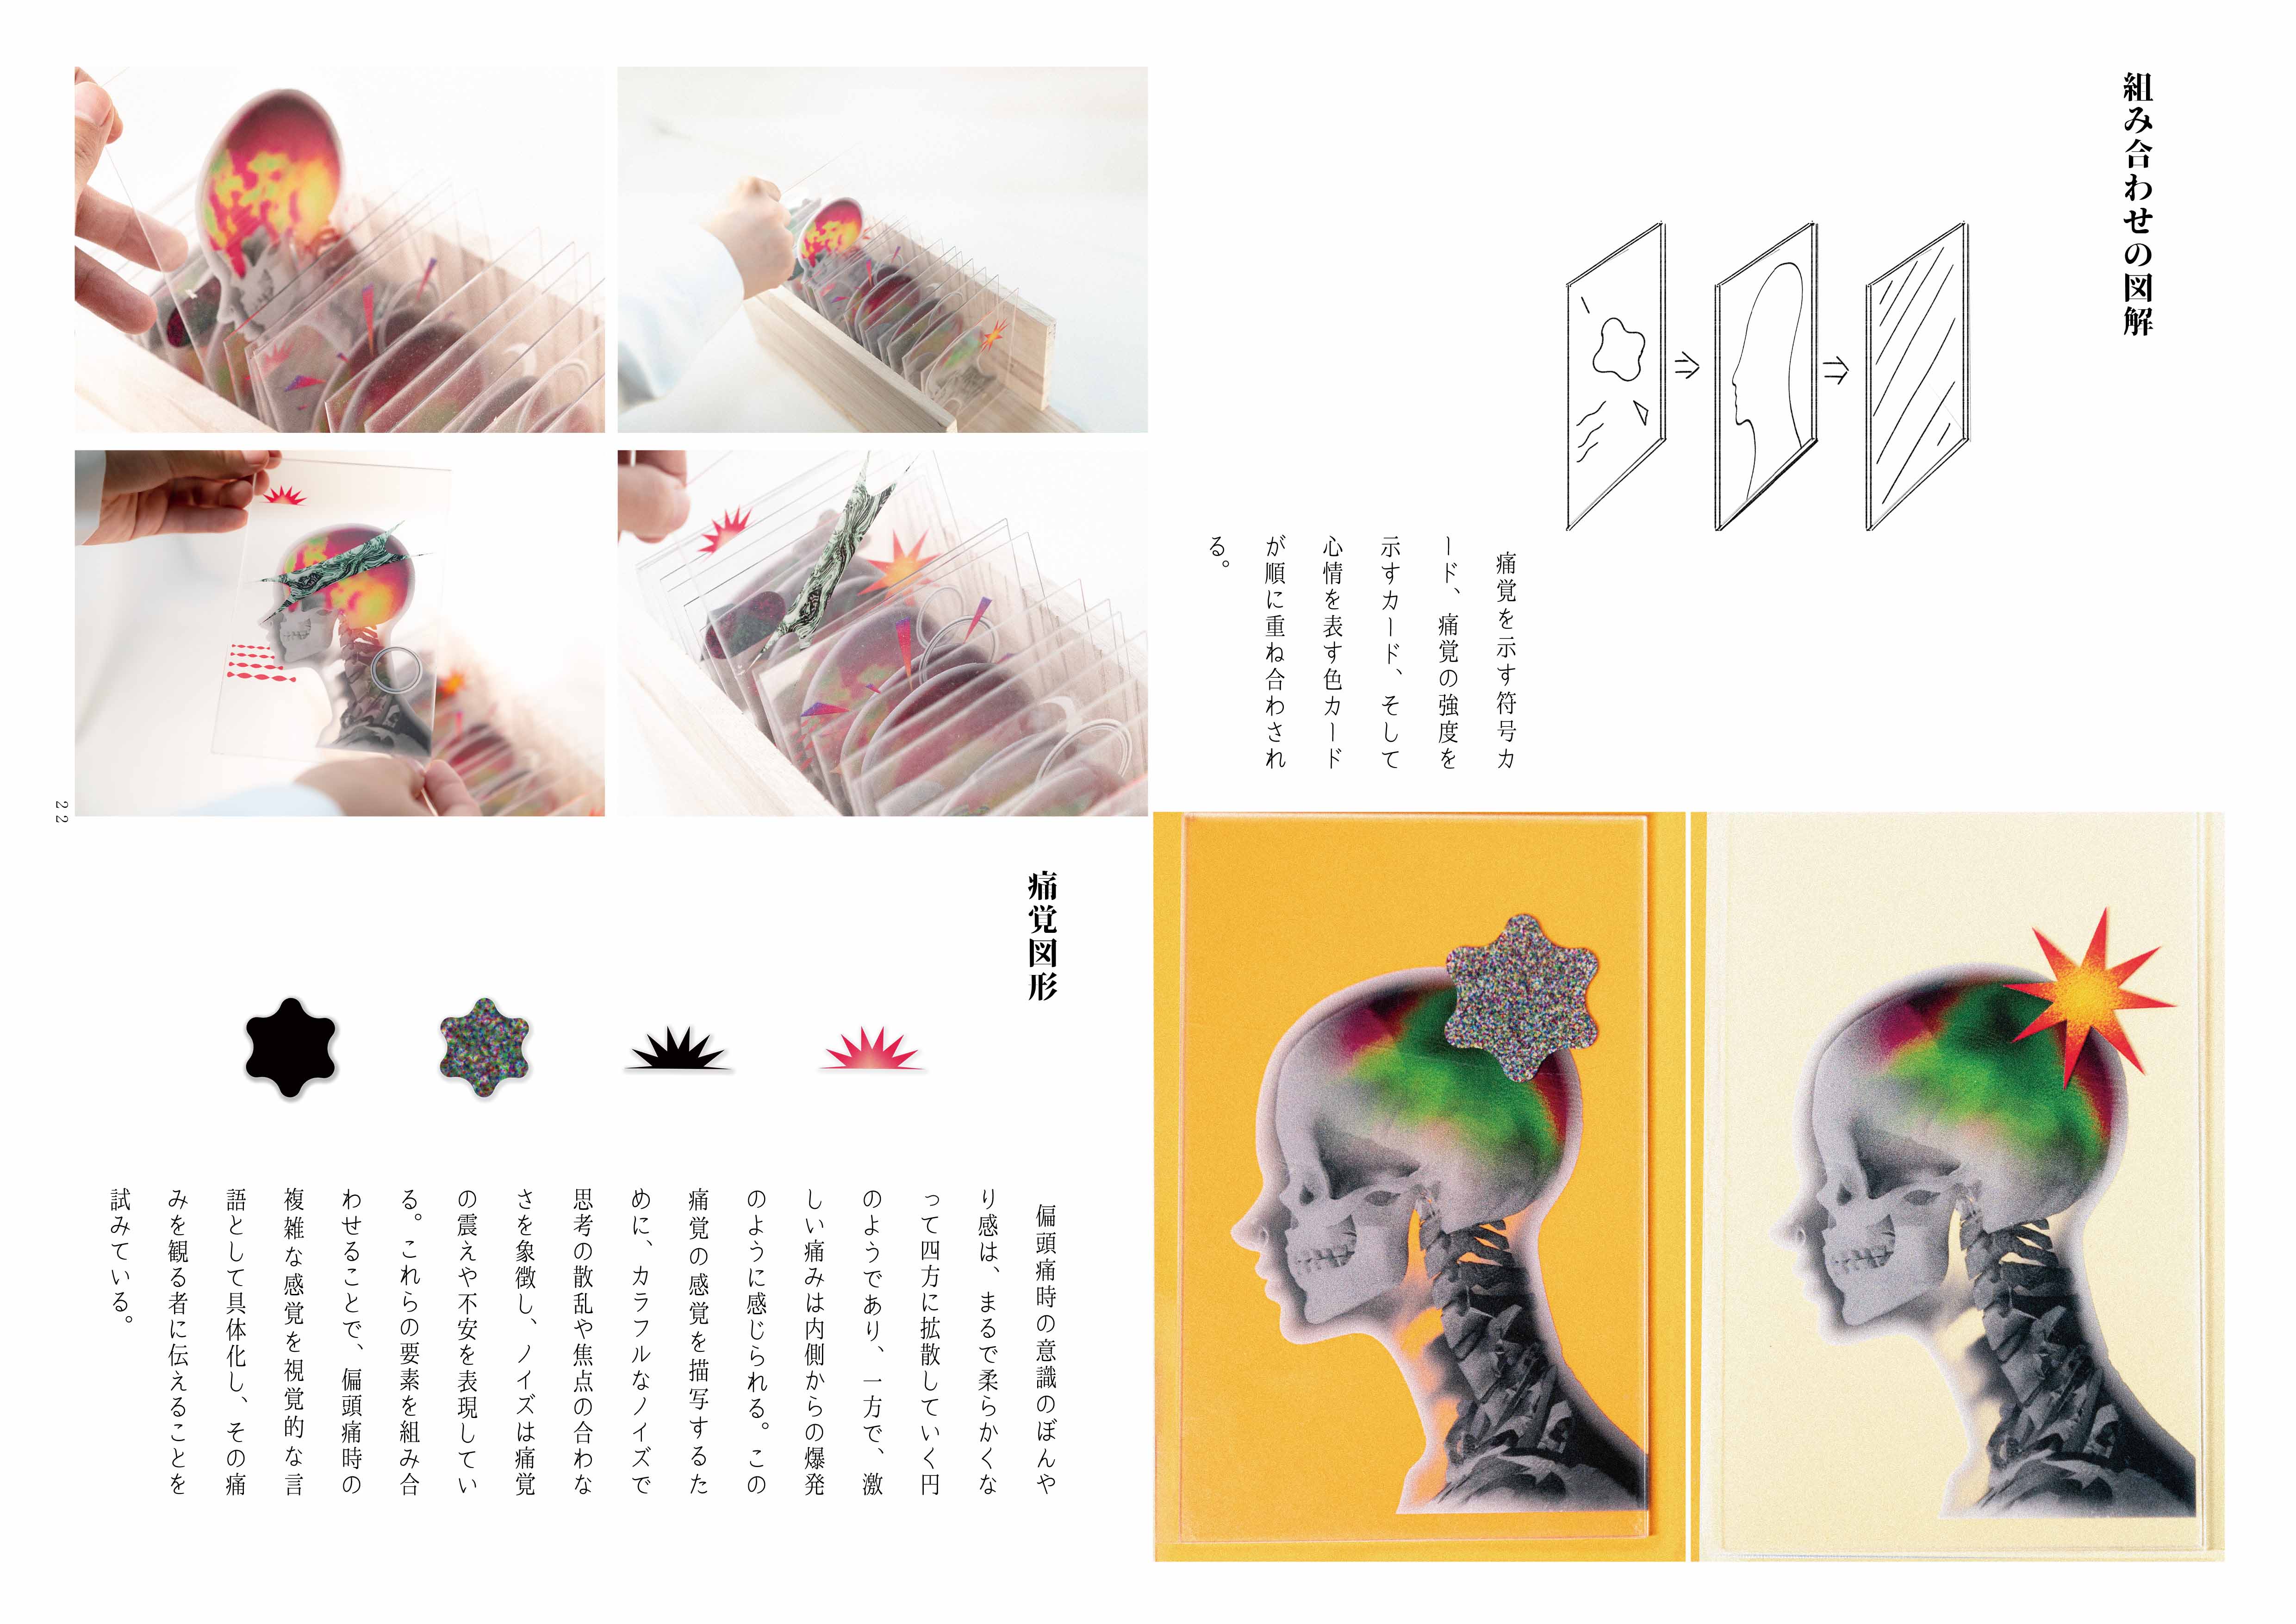 組み合わせの図解
痛覚を示す符号カ
ード、痛覚の強度を
示すカード、そして
心情を表す色カード
が順に重ね合わされ
る。
痛覚図形
偏頭痛時の意識のぼんや
り感は、まるで柔らかくな
って四方に拡散していく円
のようであり、一方で、激
しい痛みは内側からの爆発
のように感じられる。この
痛覚の感覚を描写するた
めに、カラフルなノイズで
思考の散乱や焦点の合わな
さを象徴し、ノイズは痛覚
の震えや不安を表現してい
る。これらの要素を組み合
わせることで、偏頭痛時の
複雑な感覚を視覚的な言
語として具体化し、その痛
みを観る者に伝えることを
試みている。
22